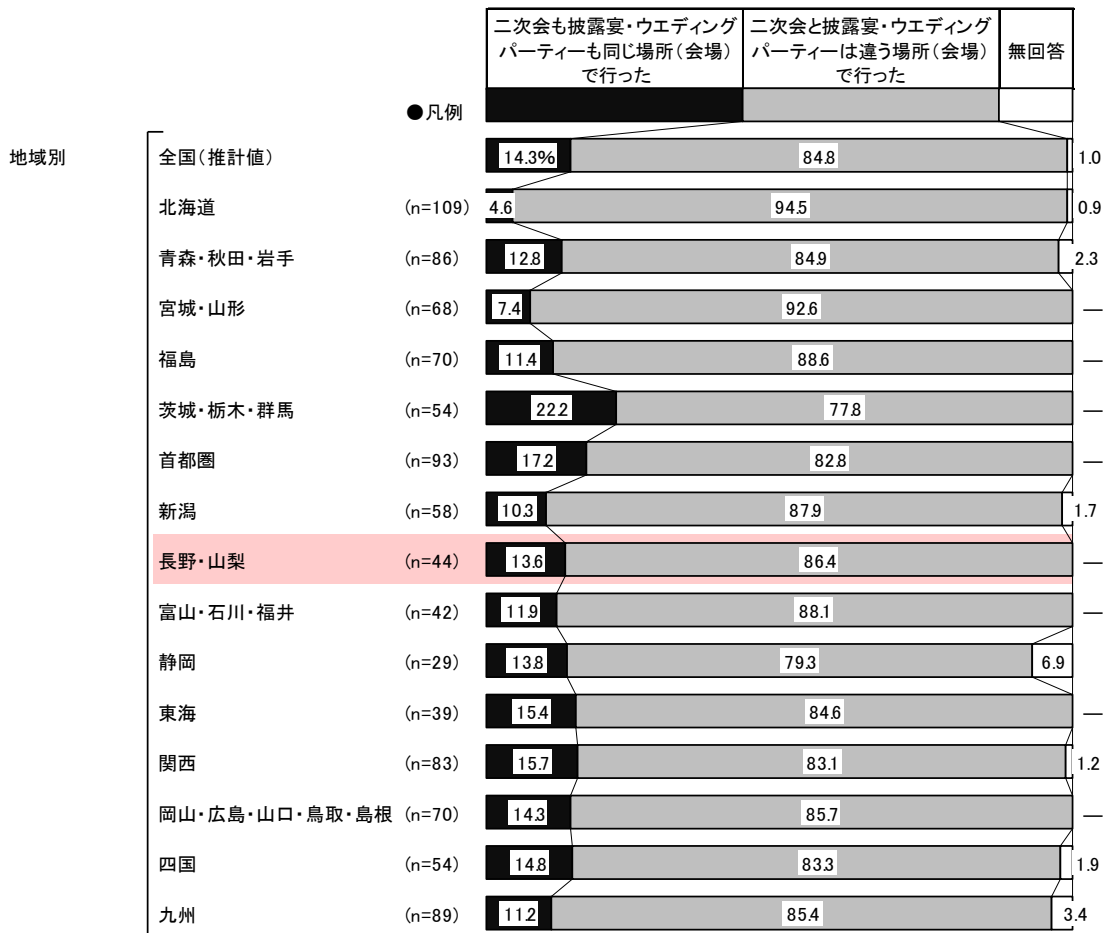 二次会も披露宴・ウエディング
パーティーも同じ場所(会場)
で行った
二次会と披露宴・ウエディング
パーティーは違う場所(会場)
で行った
無回答
●凡例
地域別
全国(推計値) 14.3% 84.8 1.0
北海道 (n=109) 4.6 94.5 0.9
青森・秋田・岩手 (n=86) 12.8 84.9 2.3
宮城・山形 (n=68) 7.4 92.6 —
福島 (n=70) 11.4 88.6 —
茨城・栃木・群馬 (n=54) 22.2 77.8 —
首都圏 (n=93) 17.2 82.8 —
新潟 (n=58) 10.3 87.9 1.7
長野・山梨 (n=44) 13.6 86.4 —
富山・石川・福井 (n=42) 11.9 88.1 —
静岡 (n=29) 13.8 79.3 6.9
東海 (n=39) 15.4 84.6 —
関西 (n=83) 15.7 83.1 1.2
岡山・広島・山口・鳥取・島根 (n=70) 14.3 85.7 —
四国 (n=54) 14.8 83.3 1.9
九州 (n=89) 11.2 85.4 3.4